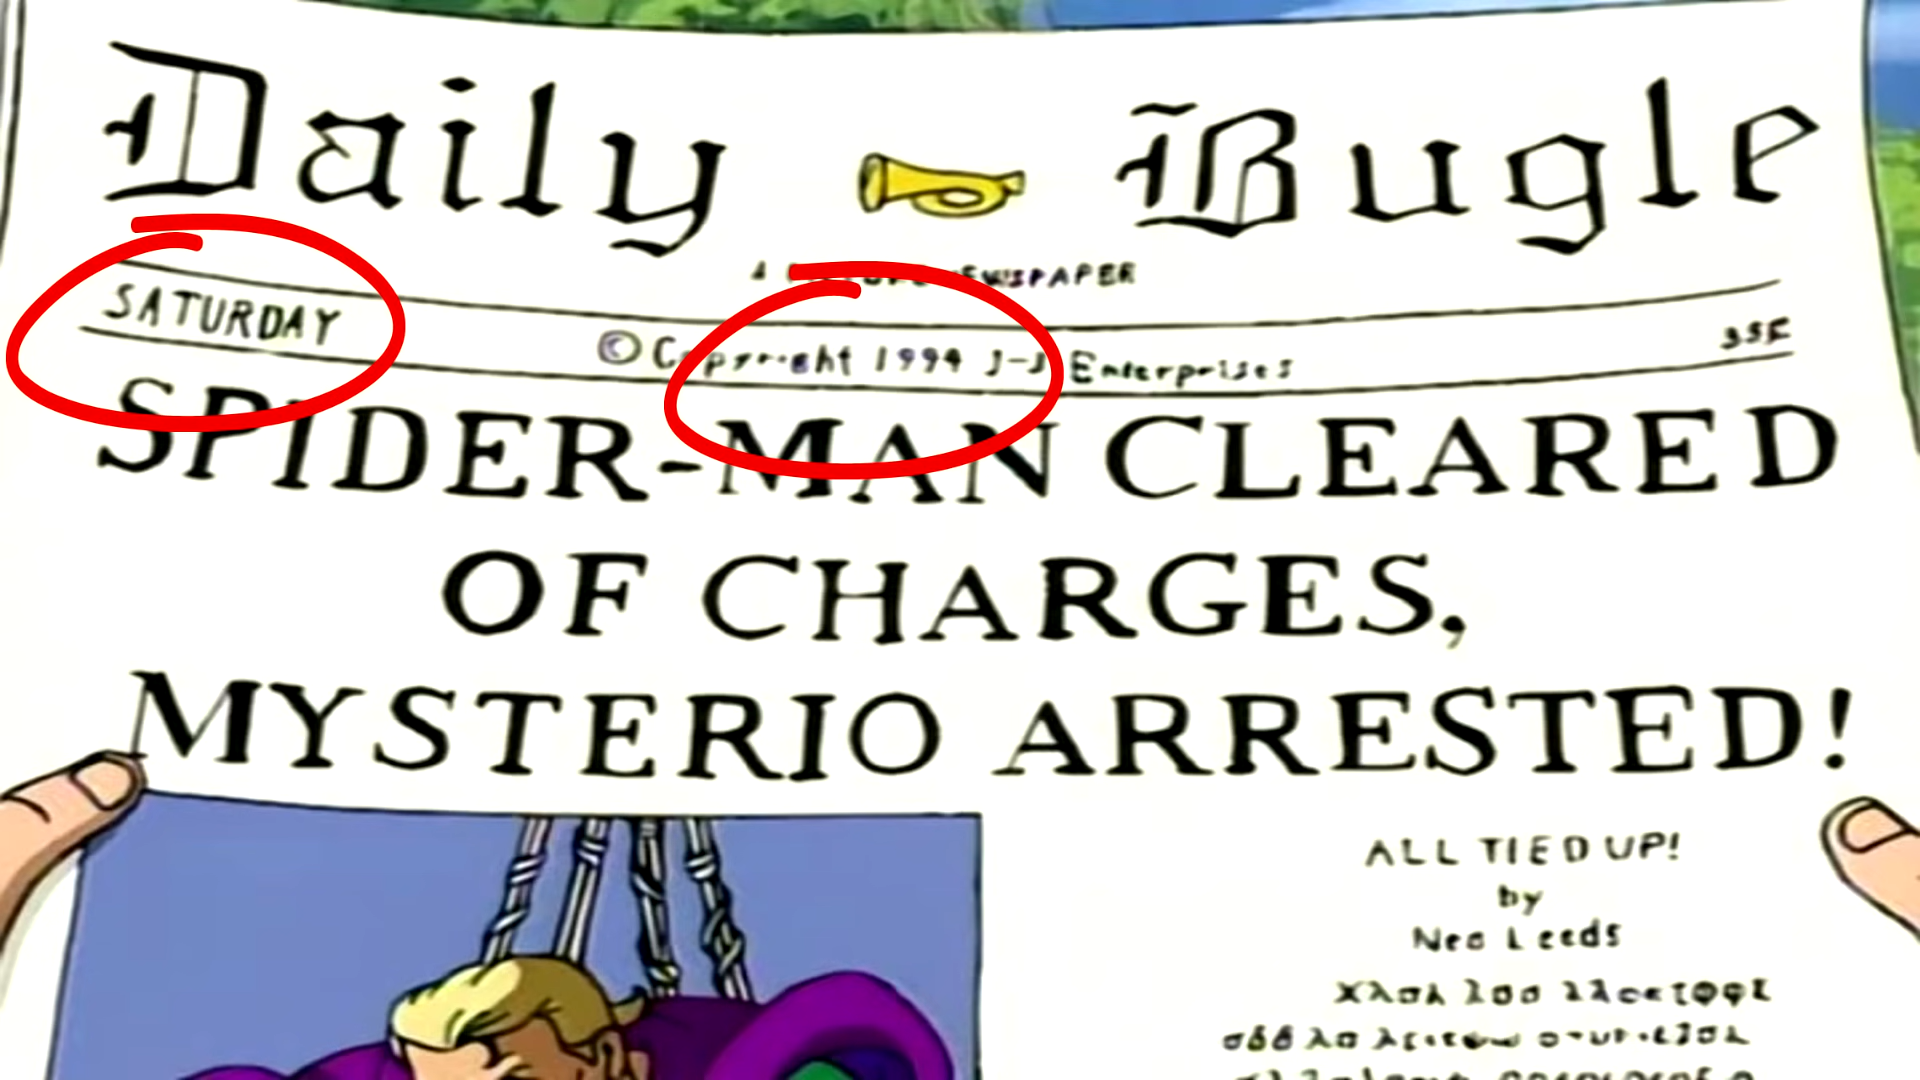 Daily Bugle
A NEWSPAPER
SATURDAY
© Copyright 1994 J-J Enterprises
35¢
SPIDER-MAN CLEARED
OF CHARGES,
MYSTERIO ARRESTED!
ALL TIED UP!
by
Ned Leeds